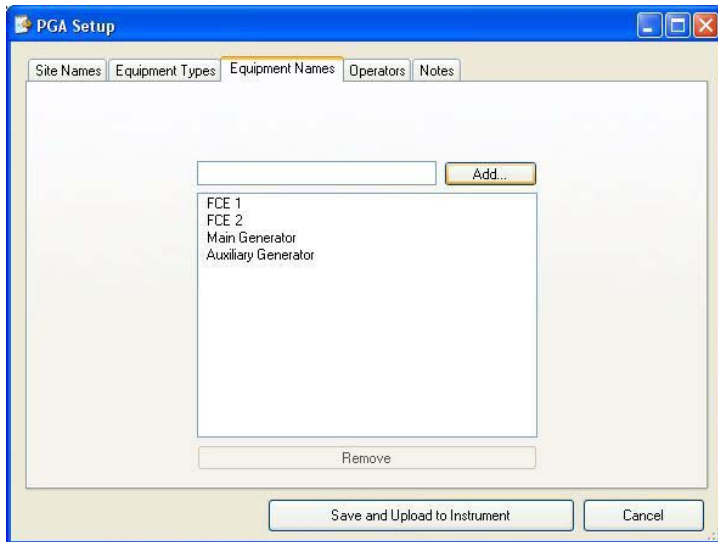 PGA Setup
Site Names Equipment Types Equipment Names Operators Notes
Add...
FCE 1
FCE 2
Main Generator
Auxiliary Generator
Remove
Save and Upload to Instrument Cancel